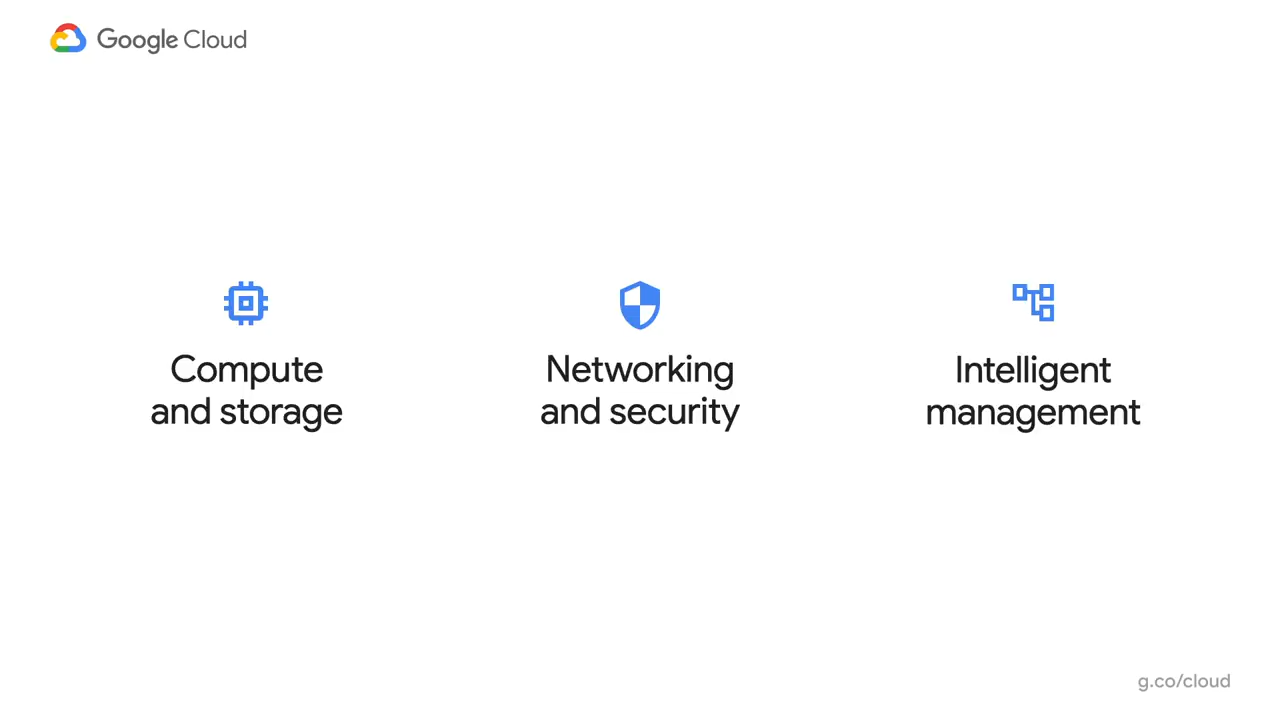 Google Cloud
Compute
and storage
Networking
and security
Intelligent
management
g.co/cloud